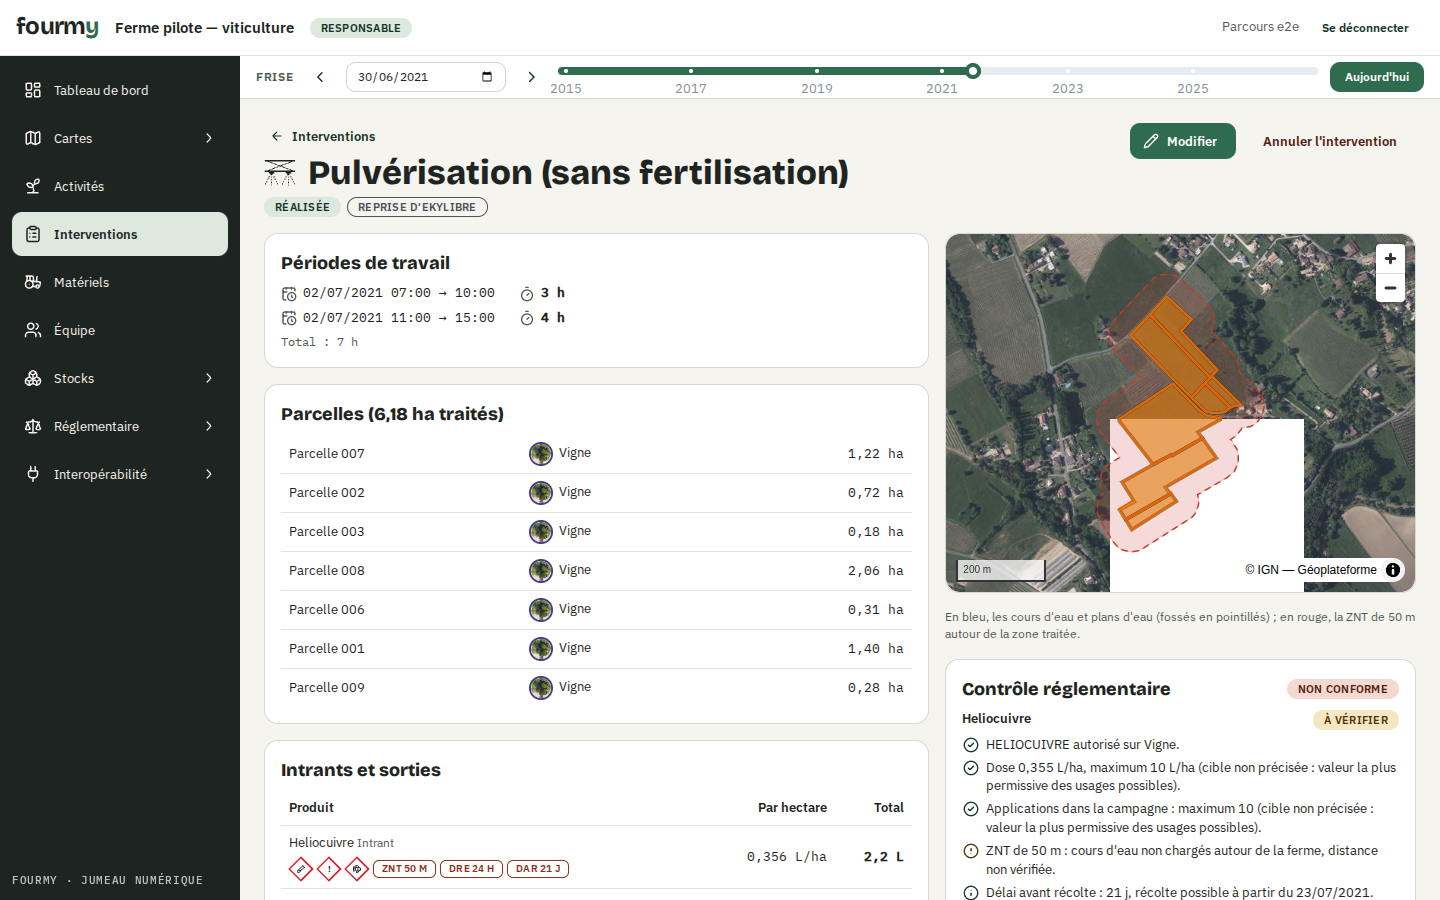 fourmy
Ferme pilote — viticulture
RESPONSABLE
Parcours e2e
Se déconnecter
Tableau de bord
Cartes
Activités
Interventions
Matériels
Équipe
Stocks
Réglementaire
Interopérabilité
FOURMY · JUMEAU NUMÉRIQUE
FRISE
30/06/2021
2015
2017
2019
2021
2023
2025
Aujourd'hui
Interventions
Modifier
Annuler l'intervention
Pulvérisation (sans fertilisation)
RÉALISÉE
REPRISE D'EKYLIBRE
Périodes de travail
02/07/2021 07:00 → 10:00 3 h
02/07/2021 11:00 → 15:00 4 h
Total : 7 h
Parcelles (6,18 ha traités)
Parcelle 007 Vigne 1,22 ha
Parcelle 002 Vigne 0,72 ha
Parcelle 003 Vigne 0,18 ha
Parcelle 008 Vigne 2,06 ha
Parcelle 006 Vigne 0,31 ha
Parcelle 001 Vigne 1,40 ha
Parcelle 009 Vigne 0,28 ha
Intrants et sorties
Produit Par hectare Total
Heliocuivre Intrant
0,356 L/ha 2,2 L
ZNT 50 M DRE 24 H DAR 21 J
200 m
© IGN — Géoplateforme
En bleu, les cours d'eau et plans d'eau (fossés en pointillés) ; en rouge, la ZNT de 50 m
autour de la zone traitée.
Contrôle réglementaire
NON CONFORME
Heliocuivre
À VÉRIFIER
HELIOCUIVRE autorisé sur Vigne.
Dose 0,355 L/ha, maximum 10 L/ha (cible non précisée : valeur la plus
permissive des usages possibles).
Applications dans la campagne : maximum 10 (cible non précisée :
valeur la plus permissive des usages possibles).
ZNT de 50 m : cours d'eau non chargés autour de la ferme, distance
non vérifiée.
Délai avant récolte : 21 j, récolte possible à partir du 23/07/2021.